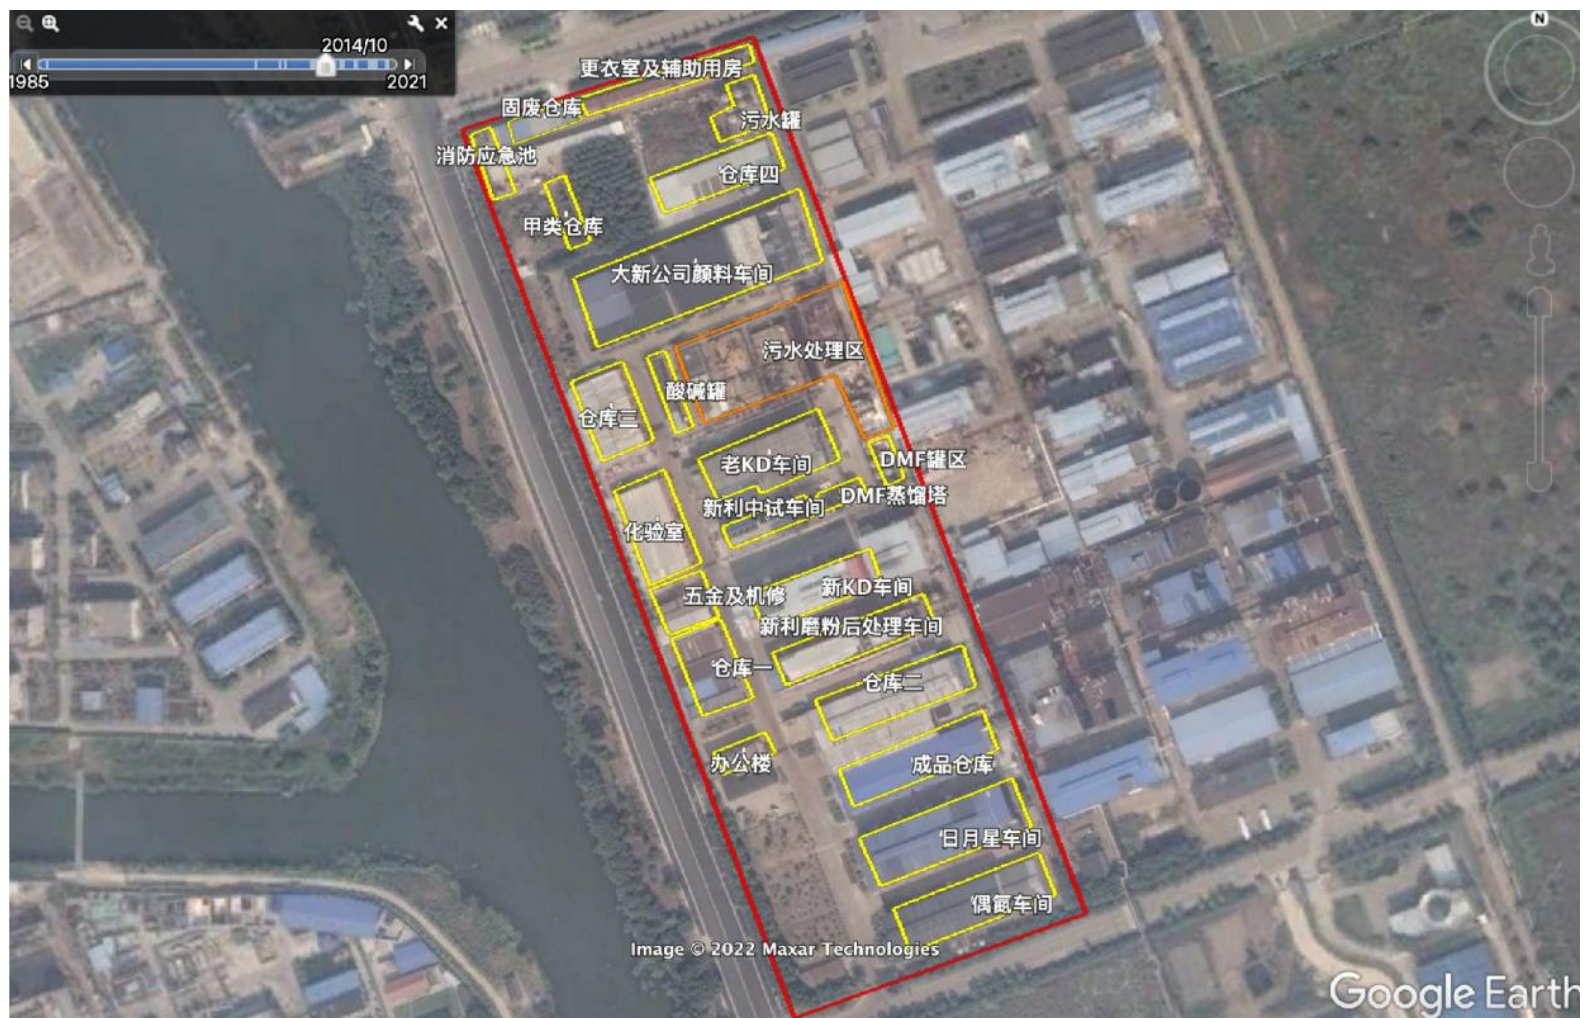 2014/10
1985
2021
N
更衣室及辅助用房
固废仓库
污水罐
消防应急池
仓库四
甲类仓库
大新公司颜料车间
污水处理区
酸碱罐
仓库三
老KD车间
DMF罐区
DMF蒸馏塔
新利中试车间
化验室
新KD车间
五金及机修
新利磨粉后处理车间
仓库一
仓库二
办公楼
成品仓库
日月星车间
偶氮车间
Image © 2022 Maxar Technologies
Google Earth